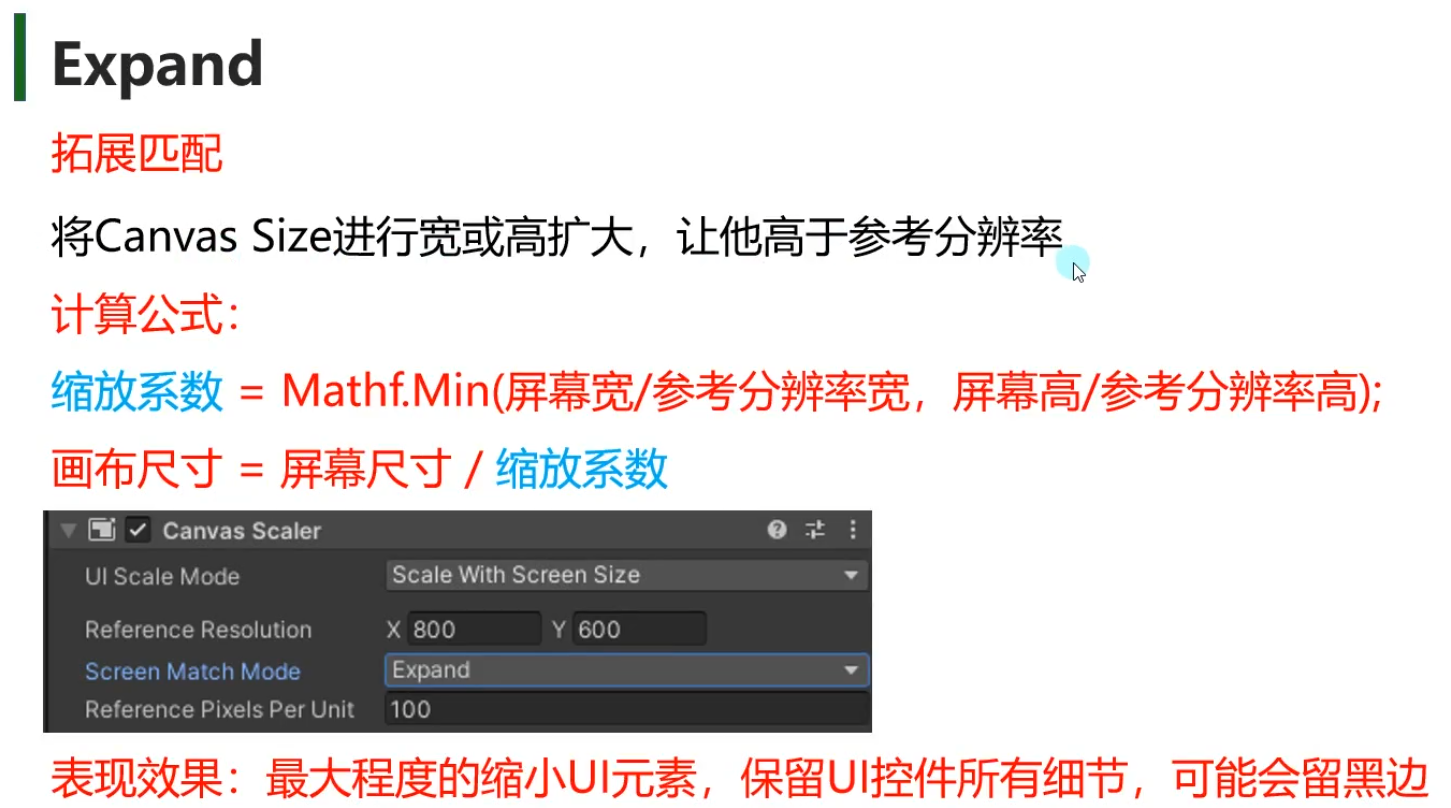 Expand
拓展匹配
将Canvas Size进行宽或高扩大，让他高于参考分辨率
计算公式：
缩放系数 = Mathf.Min(屏幕宽/参考分辨率宽，屏幕高/参考分辨率高);
画布尺寸 = 屏幕尺寸 / 缩放系数
Canvas Scaler
UI Scale Mode Scale With Screen Size
Reference Resolution X 800 Y 600
Screen Match Mode Expand
Reference Pixels Per Unit 100
表现效果：最大程度的缩小UI元素，保留UI控件所有细节，可能会留黑边